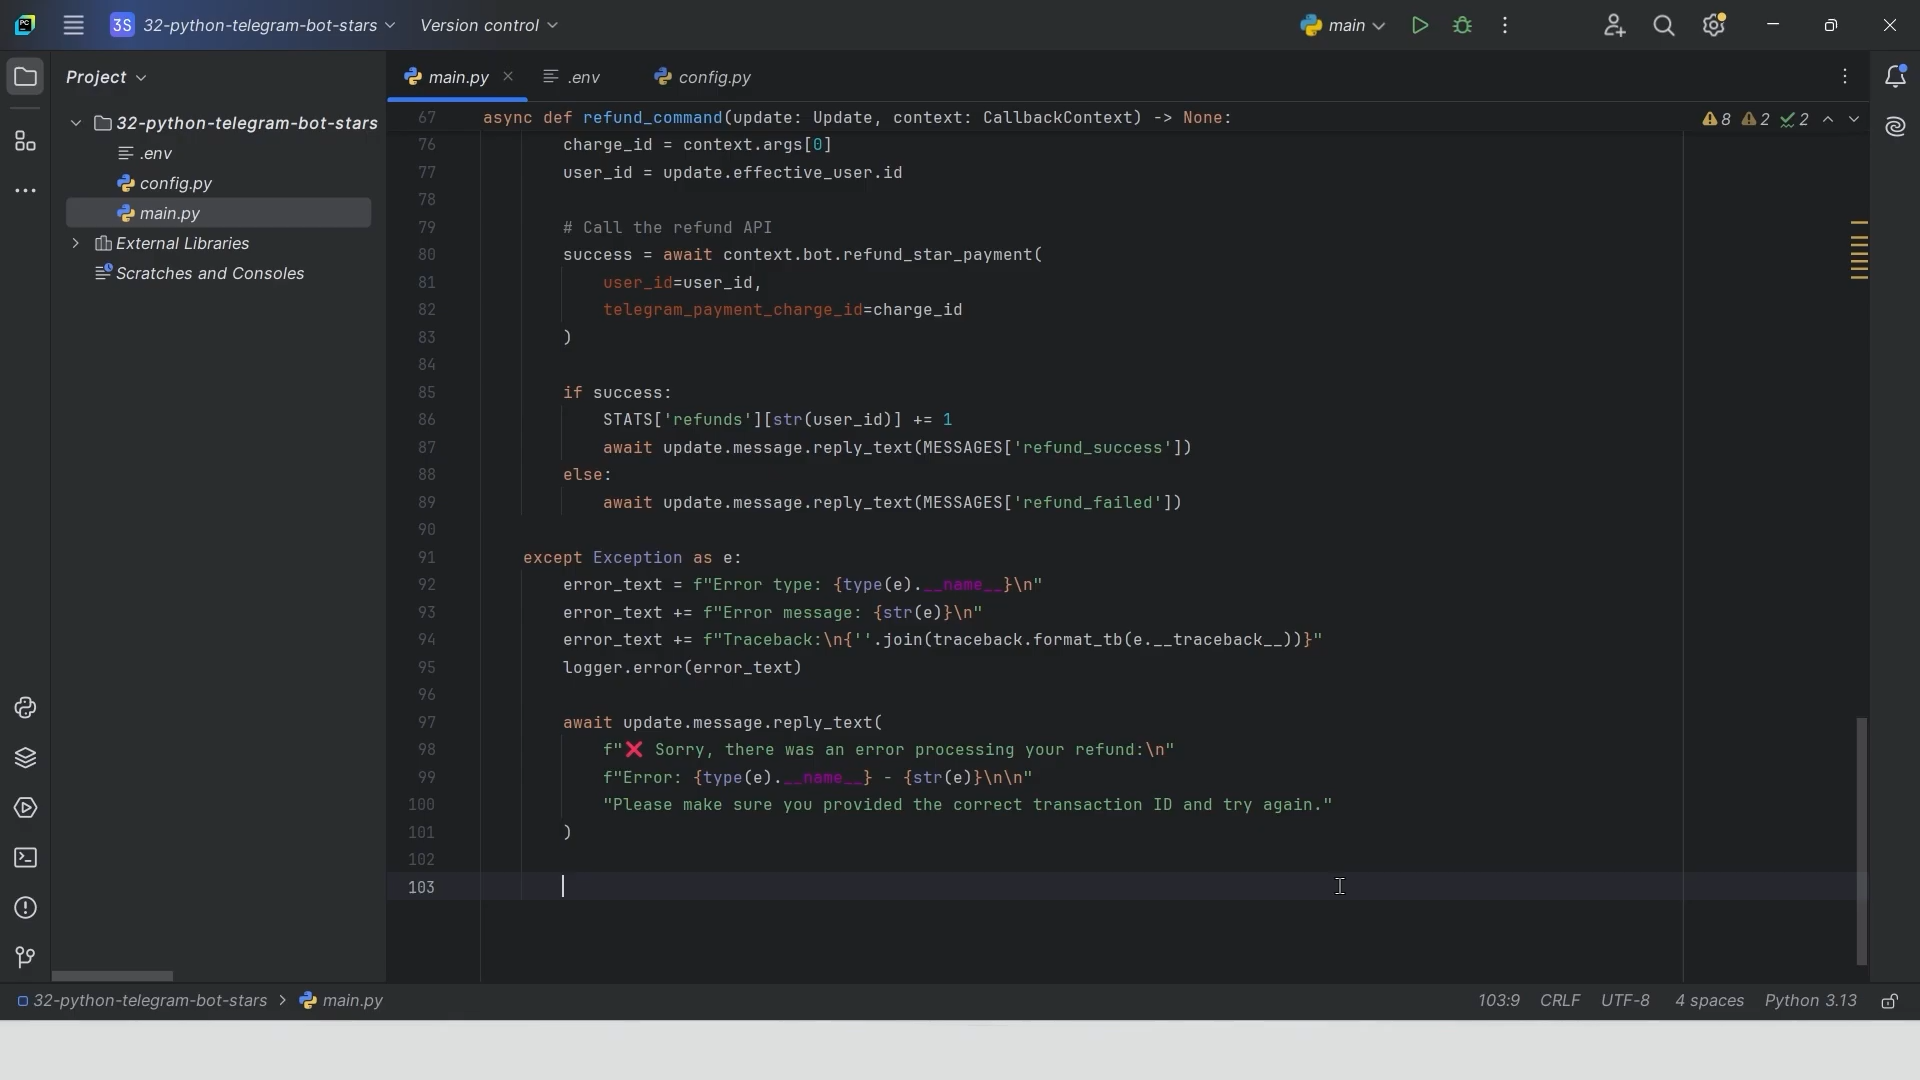 PC
3S 32-python-telegram-bot-stars
Version control
main
Project
main.py
.env
config.py
32-python-telegram-bot-stars
.env
config.py
main.py
External Libraries
Scratches and Consoles
67 async def refund_command(update: Update, context: CallbackContext) -> None:
8 2 2
76 charge_id = context.args[0]
77 user_id = update.effective_user.id
78
79 # Call the refund API
80 success = await context.bot.refund_star_payment(
81 user_id=user_id,
82 telegram_payment_charge_id=charge_id
83 )
84
85 if success:
86 STATS['refunds'][str(user_id)] += 1
87 await update.message.reply_text(MESSAGES['refund_success'])
88 else:
89 await update.message.reply_text(MESSAGES['refund_failed'])
90
91 except Exception as e:
92 error_text = f"Error type: {type(e).__name__}\n"
93 error_text += f"Error message: {str(e)}\n"
94 error_text += f"Traceback:\n{''.join(traceback.format_tb(e.__traceback__))}"
95 logger.error(error_text)
96
97 await update.message.reply_text(
98 f"❌ Sorry, there was an error processing your refund:\n"
99 f"Error: {type(e).__name__} - {str(e)}\n\n"
100 "Please make sure you provided the correct transaction ID and try again."
101 )
102
103
32-python-telegram-bot-stars > main.py
103:9 CRLF UTF-8 4 spaces Python 3.13